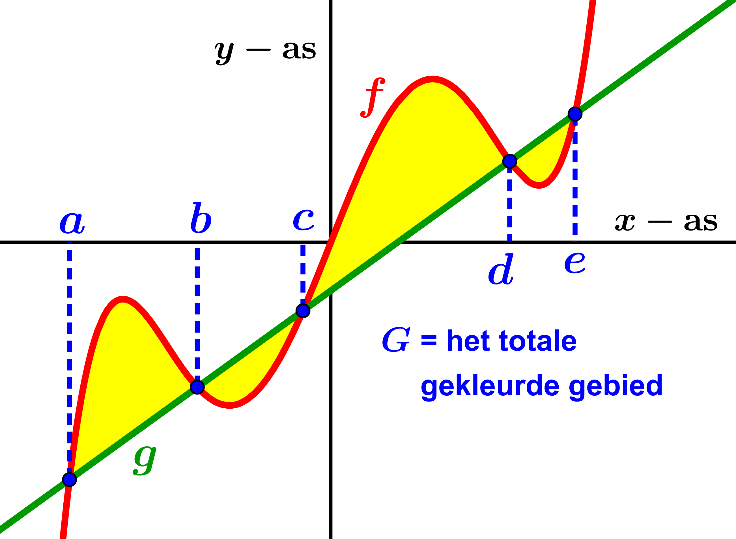 y – as
f
a
b
c
x – as
d
e
G = het totale
gekleurde gebied
g